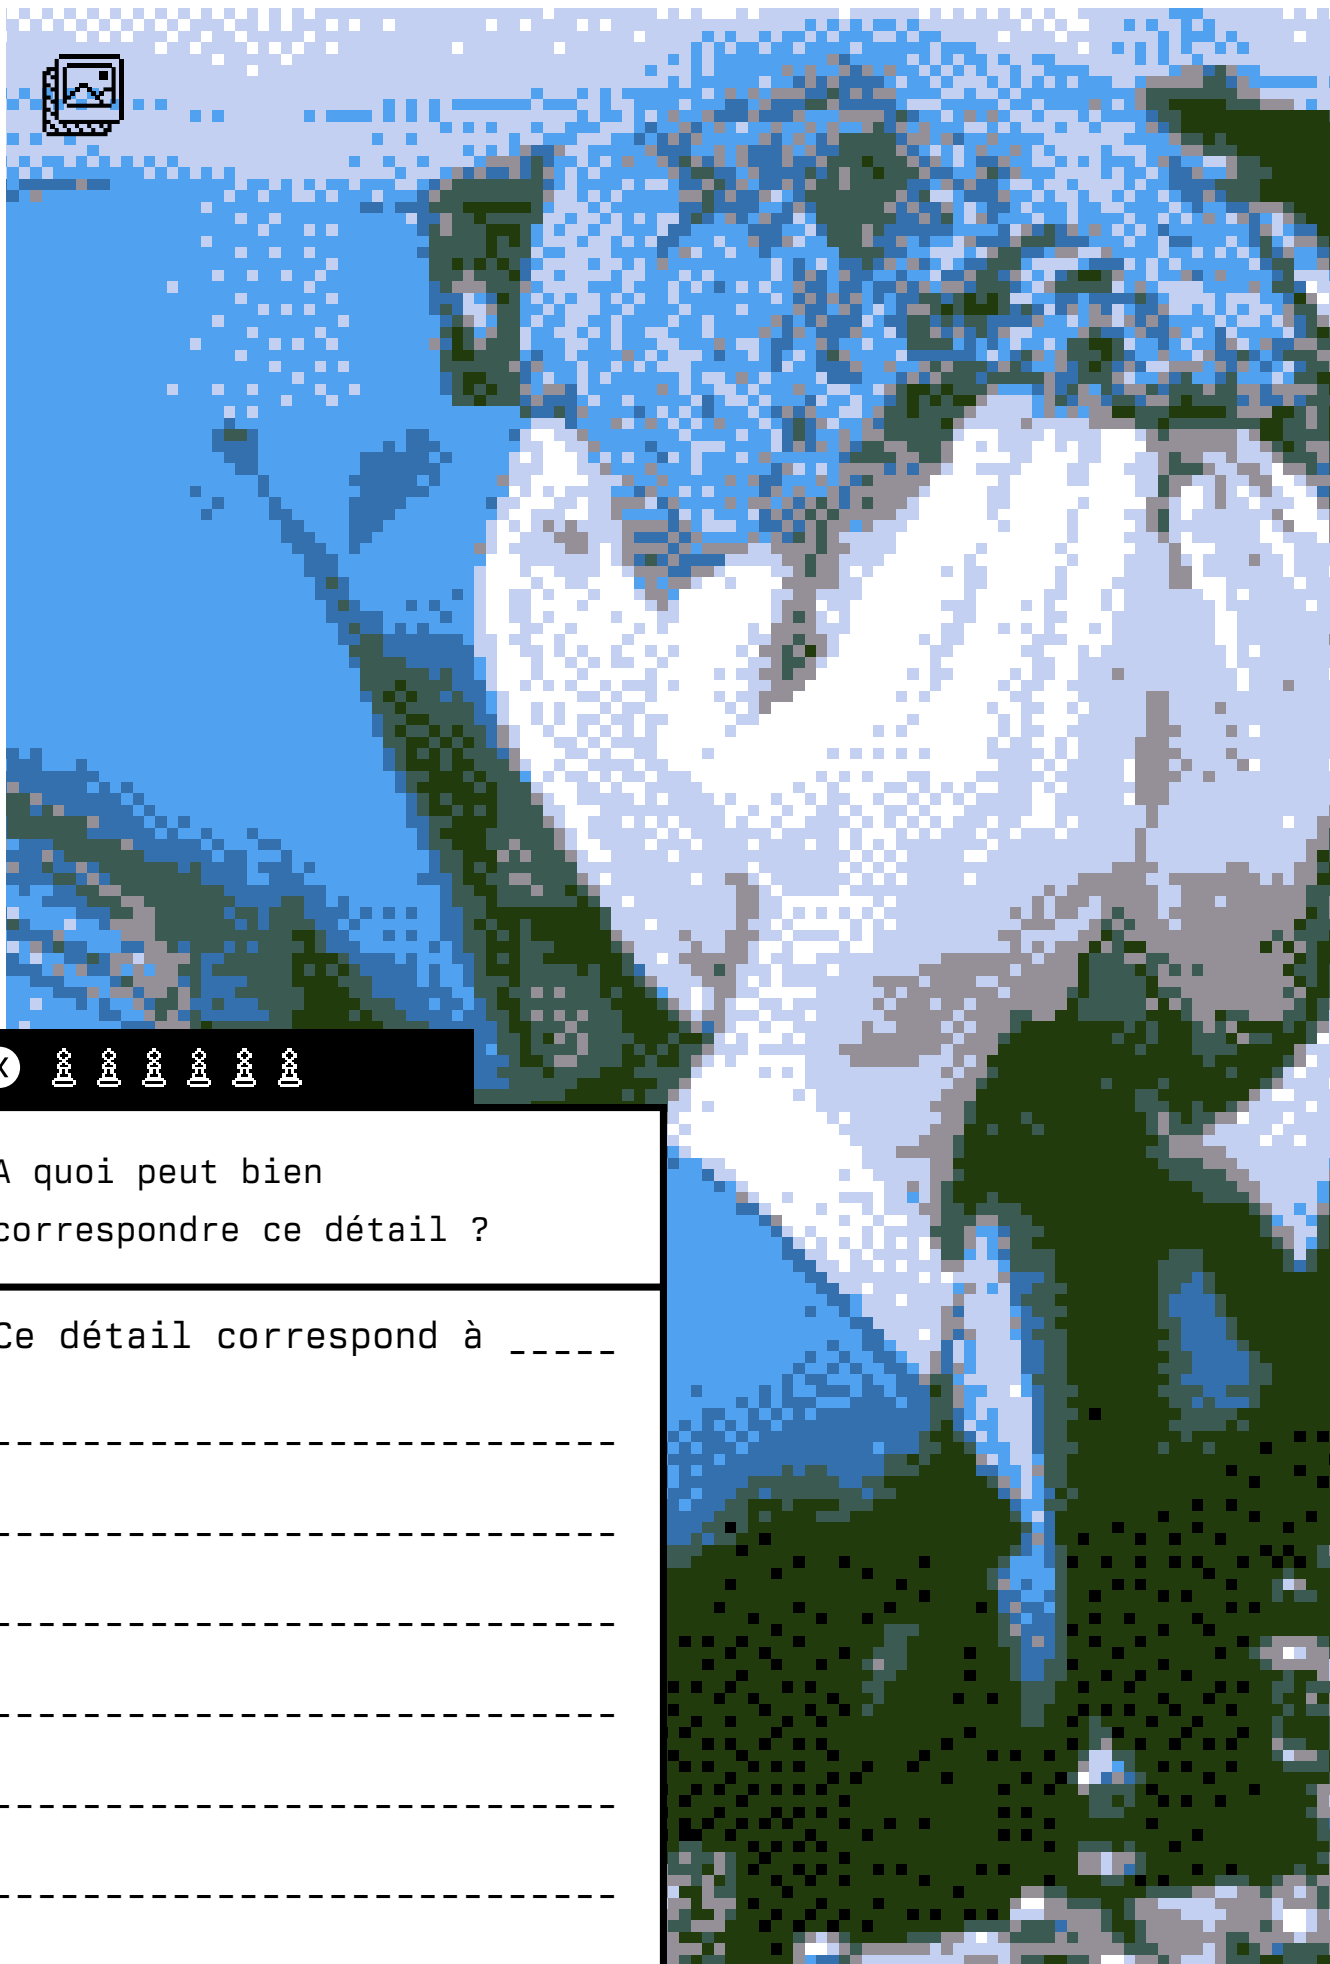 A quoi peut bien
correspondre ce détail ?
Ce détail correspond à _____